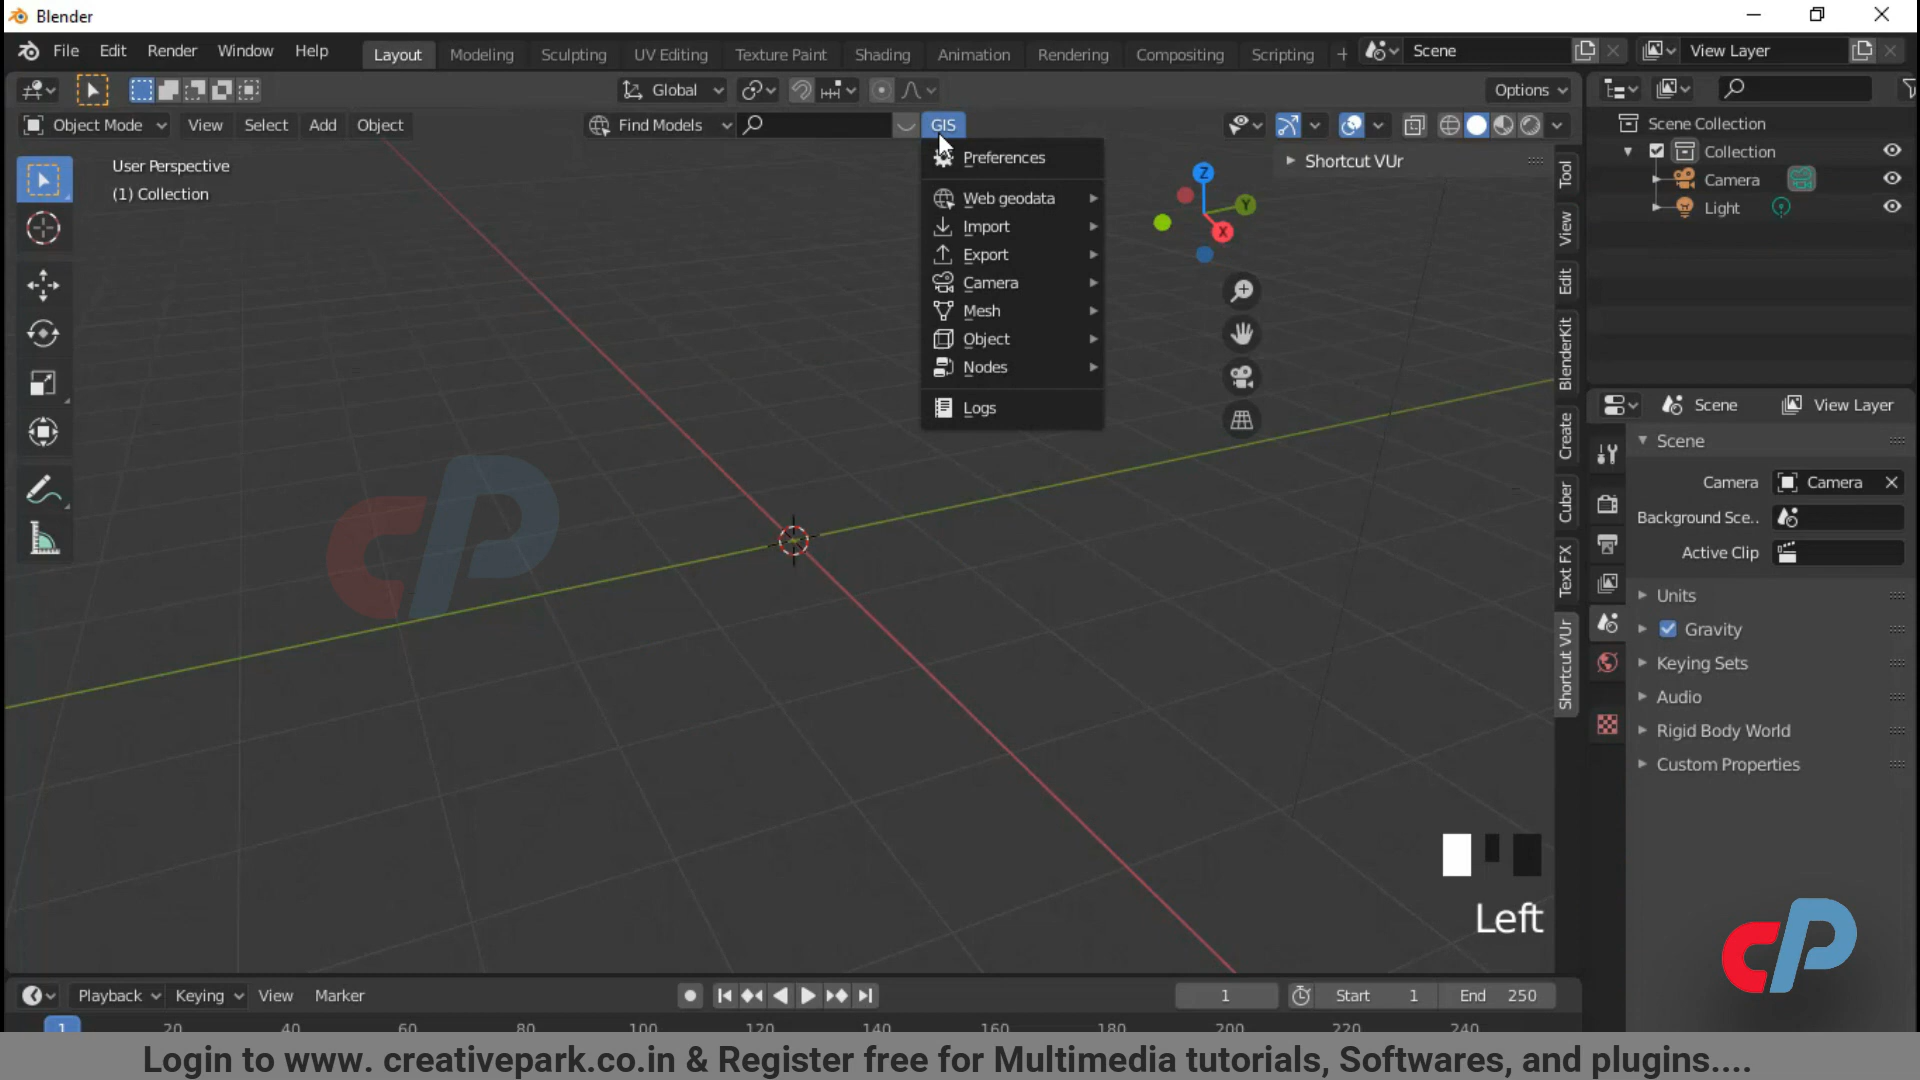 Blender
File Edit Render Window Help
Layout Modeling Sculpting UV Editing Texture Paint Shading Animation Rendering Compositing Scripting +
Scene
View Layer
Global
Options
Object Mode View Select Add Object
Find Models
GIS
User Perspective
(1) Collection
Preferences
Web geodata
Import
Export
Camera
Mesh
Object
Nodes
Logs
Z
Y
X
Shortcut VUr
Tool
View
Edit
BlenderKit
Create
Cuber
Text FX
Shortcut VUr
Scene Collection
Collection
Camera
Light
Scene View Layer
Scene
Camera Camera
Background Sce..
Active Clip
Units
Gravity
Keying Sets
Audio
Rigid Body World
Custom Properties
CP
Left
CP
Playback Keying View Marker
1 Start 1 End 250
1 20 40 60 80 100 120 140 160 180 200 220 240
Login to www. creativepark.co.in & Register free for Multimedia tutorials, Softwares, and plugins....